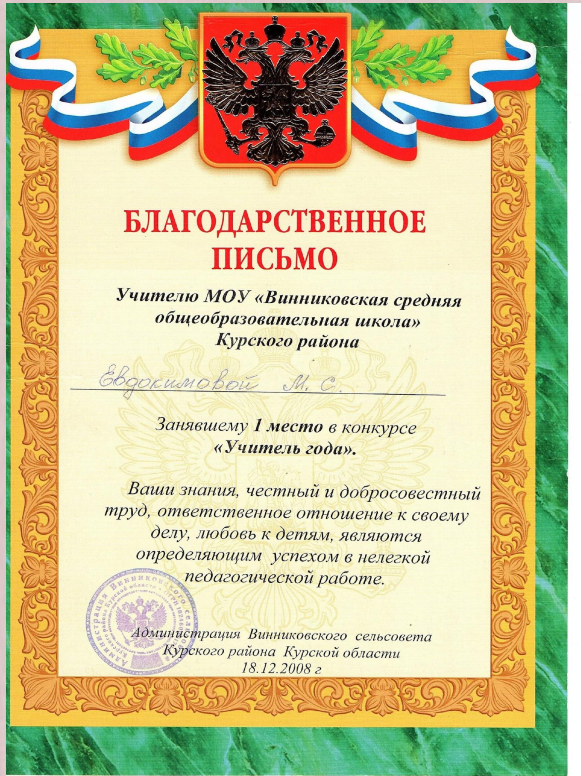 БЛАГОДАРСТВЕННОЕ
ПИСЬМО
Учителю МОУ «Винниковская средняя
общеобразовательная школа»
Курского района
Евдокимовой М. С.
Занявшему 1 место в конкурсе
«Учитель года».
Ваши знания, честный и добросовестный
труд, ответственное отношение к своему
делу, любовь к детям, являются
определяющим успехом в нелегкой
педагогической работе.
Администрация Винниковского сельсовета
Курского района Курской области
18.12.2008 г